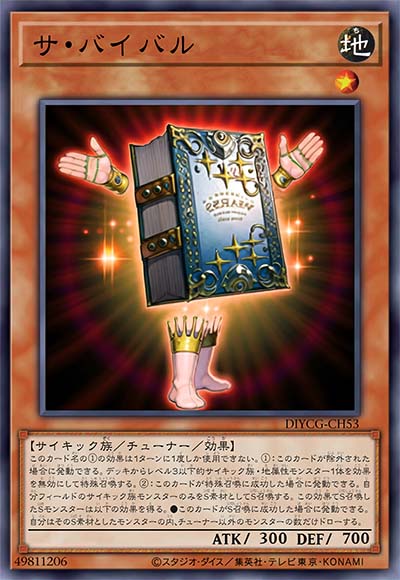 サ・バイバル
地
DIYCG-CH53
【サイキック族／チューナー／効果】
このカード名の①の効果は1ターンに1度しか使用できない。①：このカードが除外された
場合に発動できる。デッキからレベル3以下的サイキック族・地属性モンスター1体を効果
を無効にして特殊召喚する。②：このカードが特殊召喚に成功した場合に発動できる。自
分フィールドのサイキック族モンスターのみをS素材としてS召喚する。この効果でS召喚し
たSモンスターは以下の効果を得る。●このカードがS召喚に成功した場合に発動できる。
自分はそのS素材としたモンスターの内、チューナー以外のモンスターの数だけドローする。
ATK/ 300 DEF/ 700
49811206
©スタジオ・ダイス／集英社・テレビ東京・KONAMI